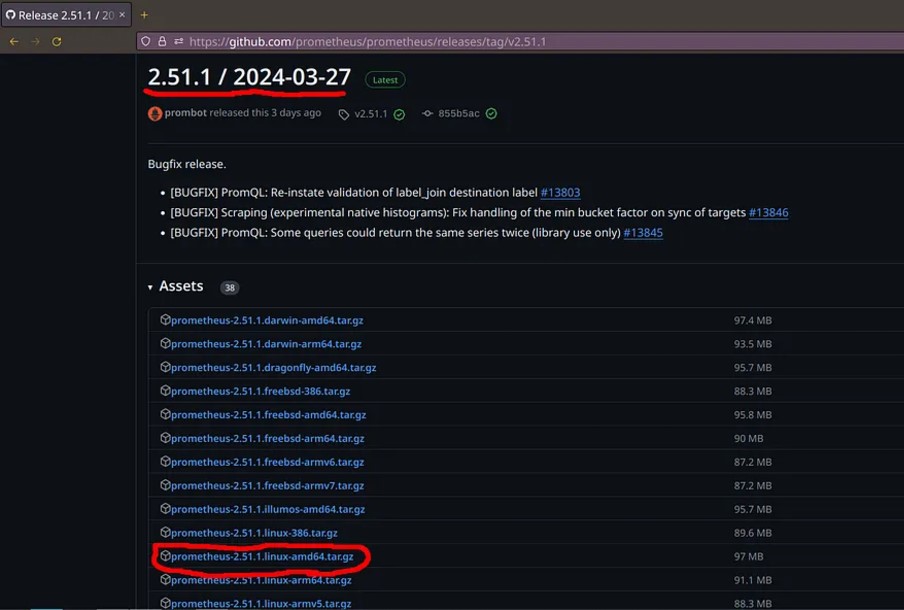 Release 2.51.1 / 20
https://github.com/prometheus/prometheus/releases/tag/v2.51.1
2.51.1 / 2024-03-27 Latest
prombot released this 3 days ago v2.51.1 855b5ac
Bugfix release.
• [BUGFIX] PromQL: Re-instate validation of label_join destination label #13803
• [BUGFIX] Scraping (experimental native histograms): Fix handling of the min bucket factor on sync of targets #13846
• [BUGFIX] PromQL: Some queries could return the same series twice (library use only) #13845
Assets 38
prometheus-2.51.1.darwin-amd64.tar.gz 97.4 MB
prometheus-2.51.1.darwin-arm64.tar.gz 93.5 MB
prometheus-2.51.1.dragonfly-amd64.tar.gz 95.7 MB
prometheus-2.51.1.freebsd-386.tar.gz 88.3 MB
prometheus-2.51.1.freebsd-amd64.tar.gz 95.8 MB
prometheus-2.51.1.freebsd-arm64.tar.gz 90 MB
prometheus-2.51.1.freebsd-armv6.tar.gz 87.2 MB
prometheus-2.51.1.freebsd-armv7.tar.gz 87.2 MB
prometheus-2.51.1.illumos-amd64.tar.gz 95.7 MB
prometheus-2.51.1.linux-386.tar.gz 89.6 MB
prometheus-2.51.1.linux-amd64.tar.gz 97 MB
prometheus-2.51.1.linux-arm64.tar.gz 91.1 MB
prometheus-2.51.1.linux-armv5.tar.gz 88.3 MB